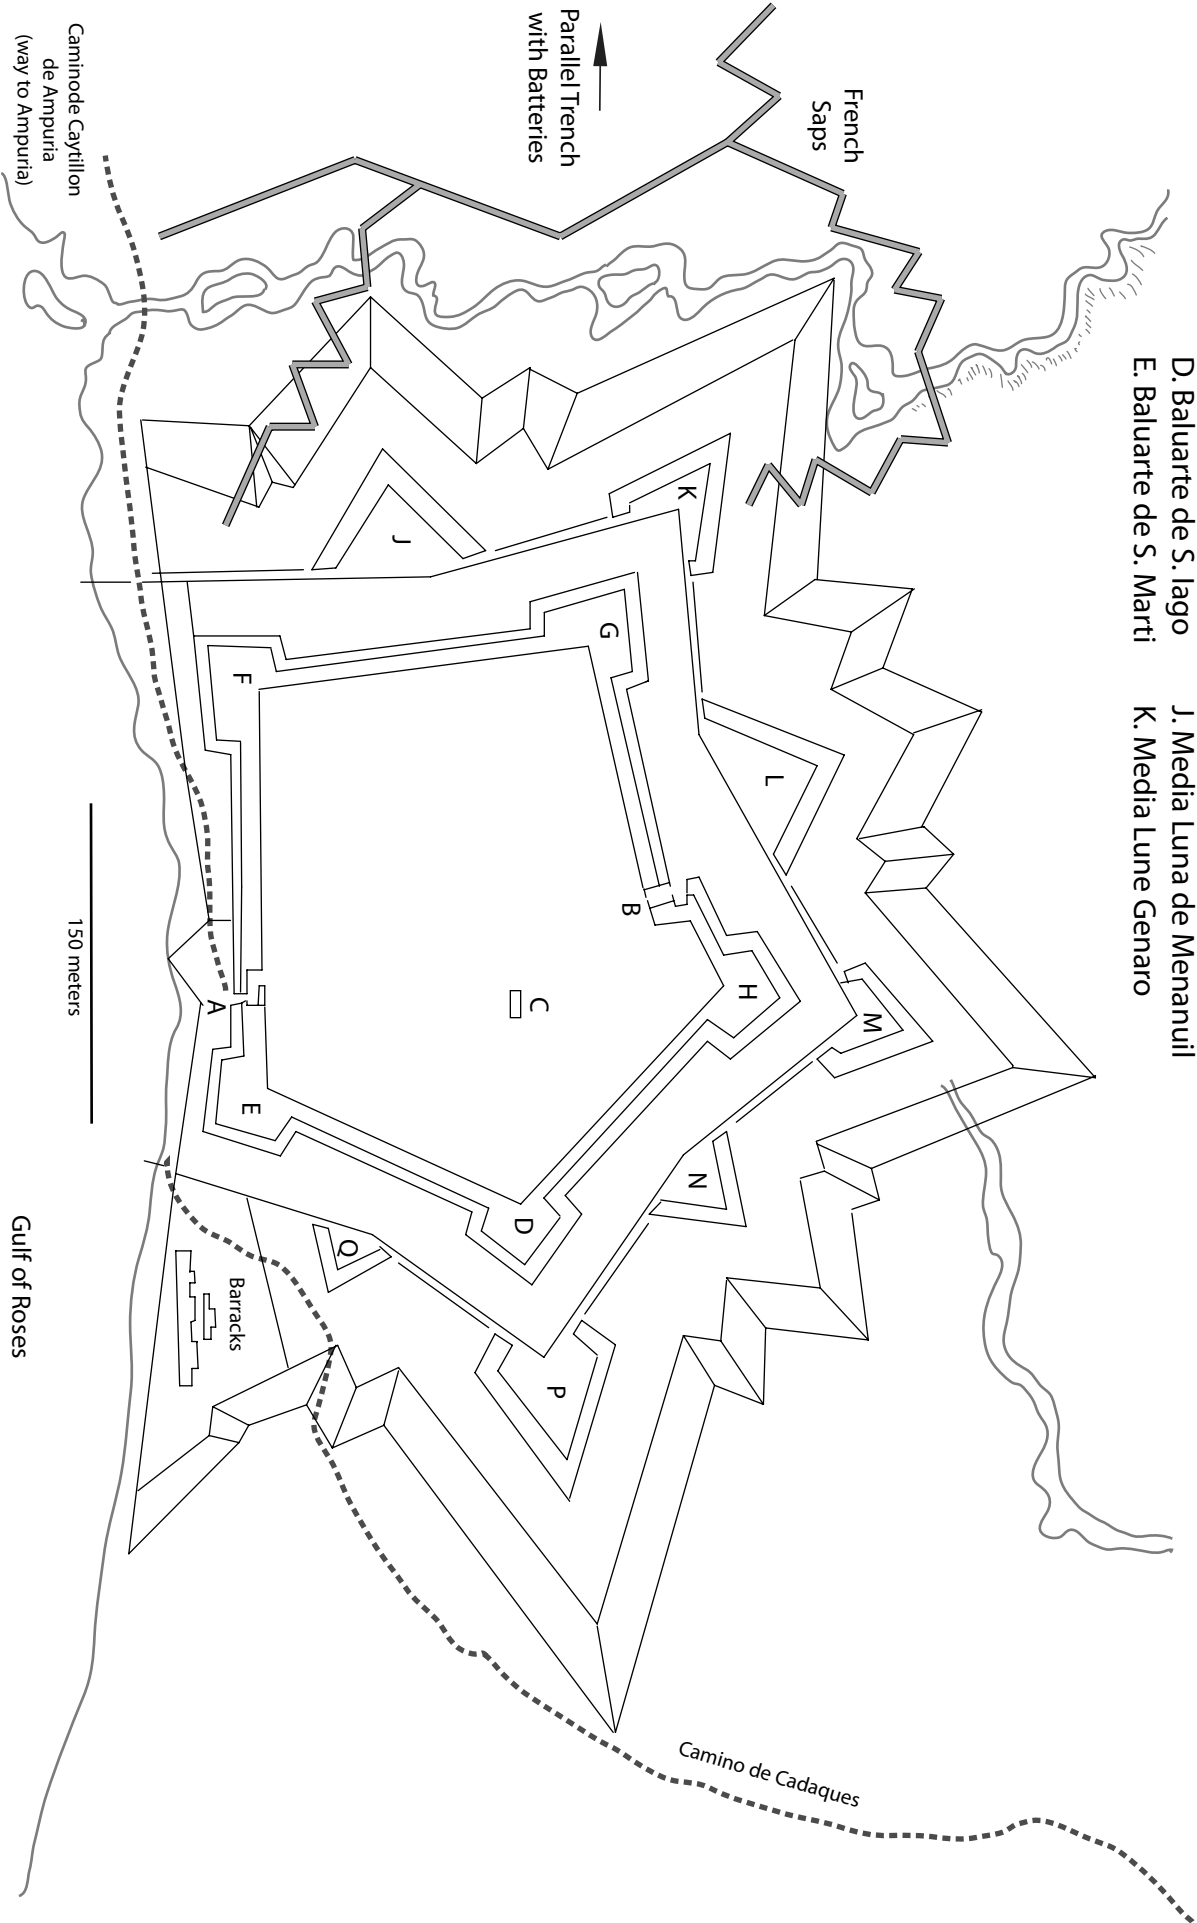 D. Baluarte de S. Iago
E. Baluarte de S. Marti
J. Media Luna de Menanuil
K. Media Lune Genaro
French
Saps
Parallel Trench
with Batteries
Caminode Caytillon
de Ampuria
(way to Ampuria)
K
J
G
F
L
B
H
M
C
A
E
D
N
Q
P
Barracks
150 meters
Gulf of Roses
Camino de Cadaques